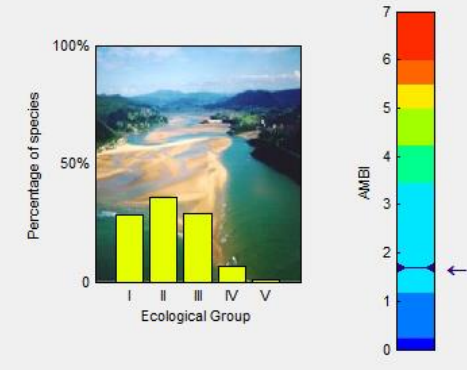 100%
50%
0
Percentage of species
I II III IV V
Ecological Group
7
6
5
4
3
2
1
0
AMBI